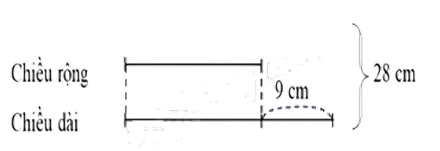 Chiều rộng
9 cm
28 cm
Chiều dài